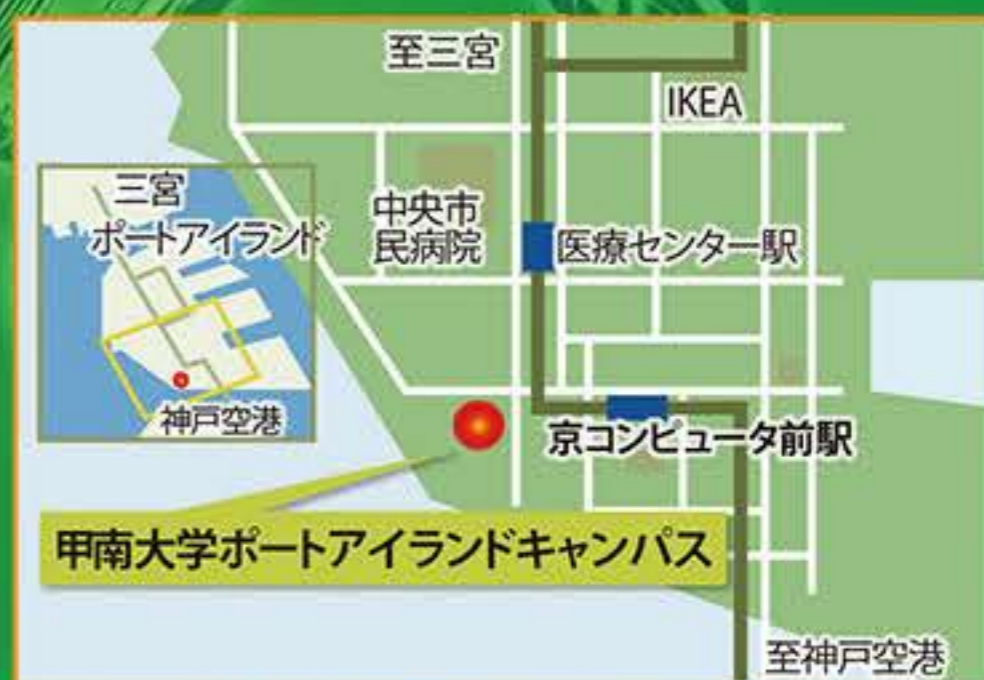 至三宮
IKEA
三宮
ポートアイランド
神戸空港
中央市
民病院
医療センター駅
京コンピュータ前駅
甲南大学ポートアイランドキャンパス
至神戸空港